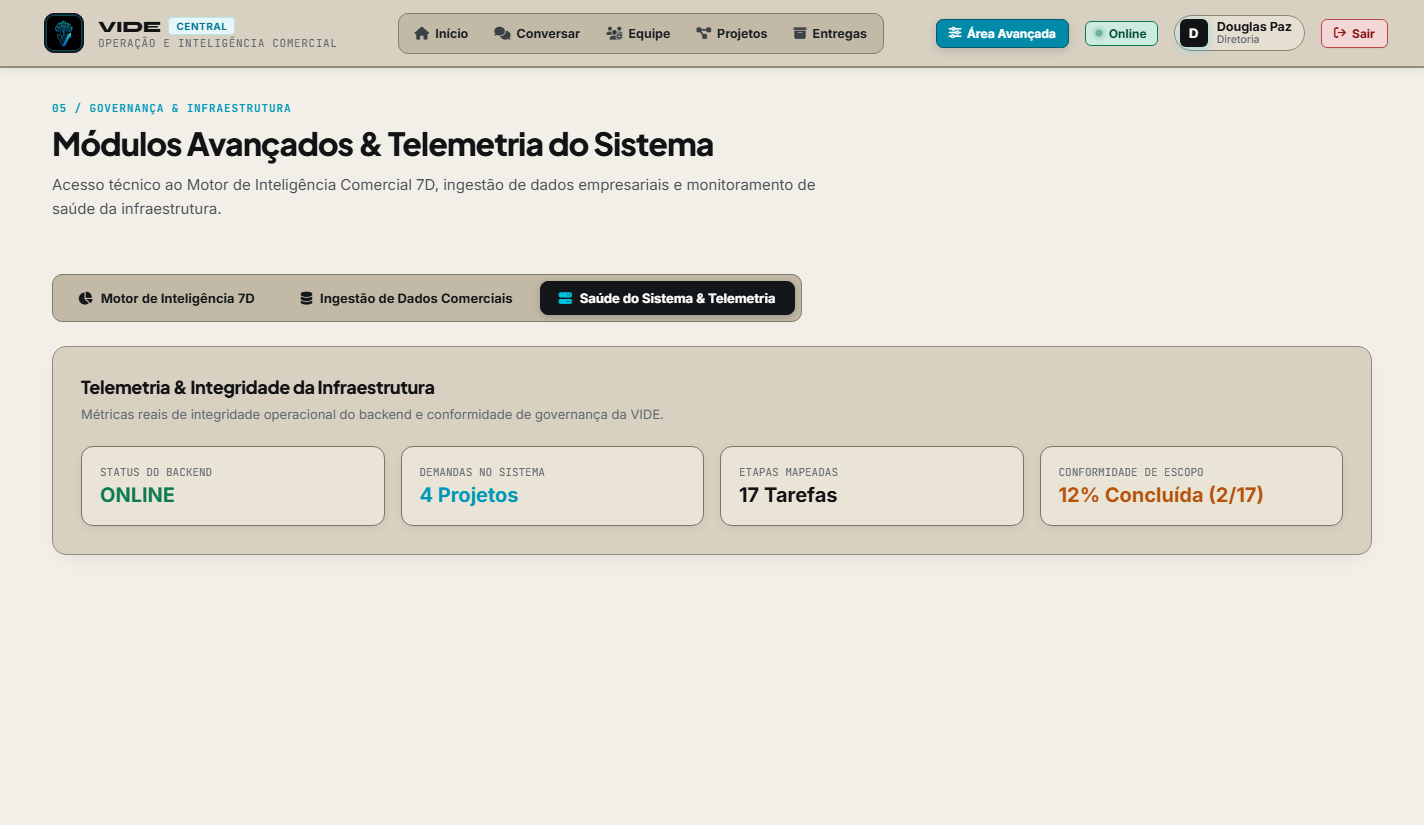 VIDE CENTRAL
OPERAÇÃO E INTELIGÊNCIA COMERCIAL
Início
Conversar
Equipe
Projetos
Entregas
Área Avançada
Online
D
Douglas Paz
Diretoria
Sair
05 / GOVERNANÇA & INFRAESTRUTURA
Módulos Avançados & Telemetria do Sistema
Acesso técnico ao Motor de Inteligência Comercial 7D, ingestão de dados empresariais e monitoramento de
saúde da infraestrutura.
Motor de Inteligência 7D
Ingestão de Dados Comerciais
Saúde do Sistema & Telemetria
Telemetria & Integridade da Infraestrutura
Métricas reais de integridade operacional do backend e conformidade de governança da VIDE.
STATUS DO BACKEND
ONLINE
DEMANDAS NO SISTEMA
4 Projetos
ETAPAS MAPEADAS
17 Tarefas
CONFORMIDADE DE ESCOPO
12% Concluída (2/17)